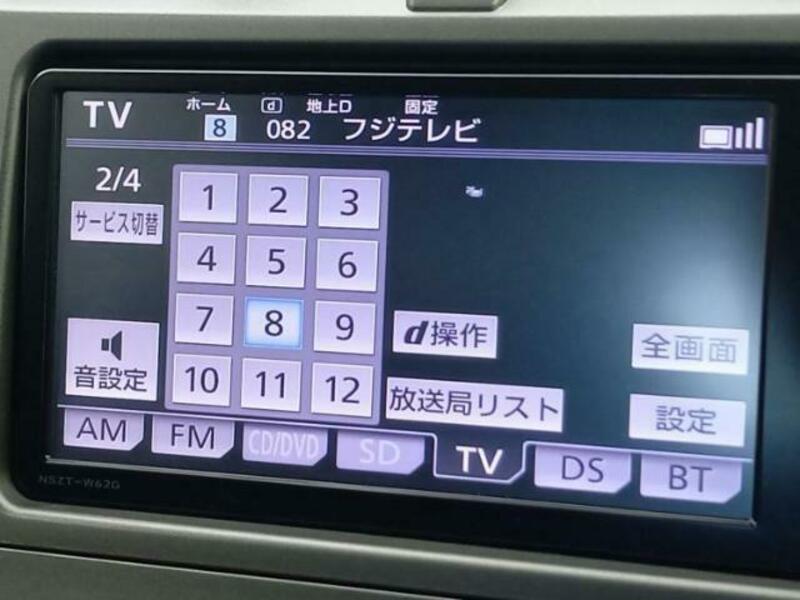 TV ホーム d 地上D 固定
8 082 フジテレビ
2/4
サービス切替
1 2 3
4 5 6
7 8 9
10 11 12
d操作
全画面
音設定
放送局リスト
設定
AM FM CD/DVD SD TV DS BT
NSZT-W62G